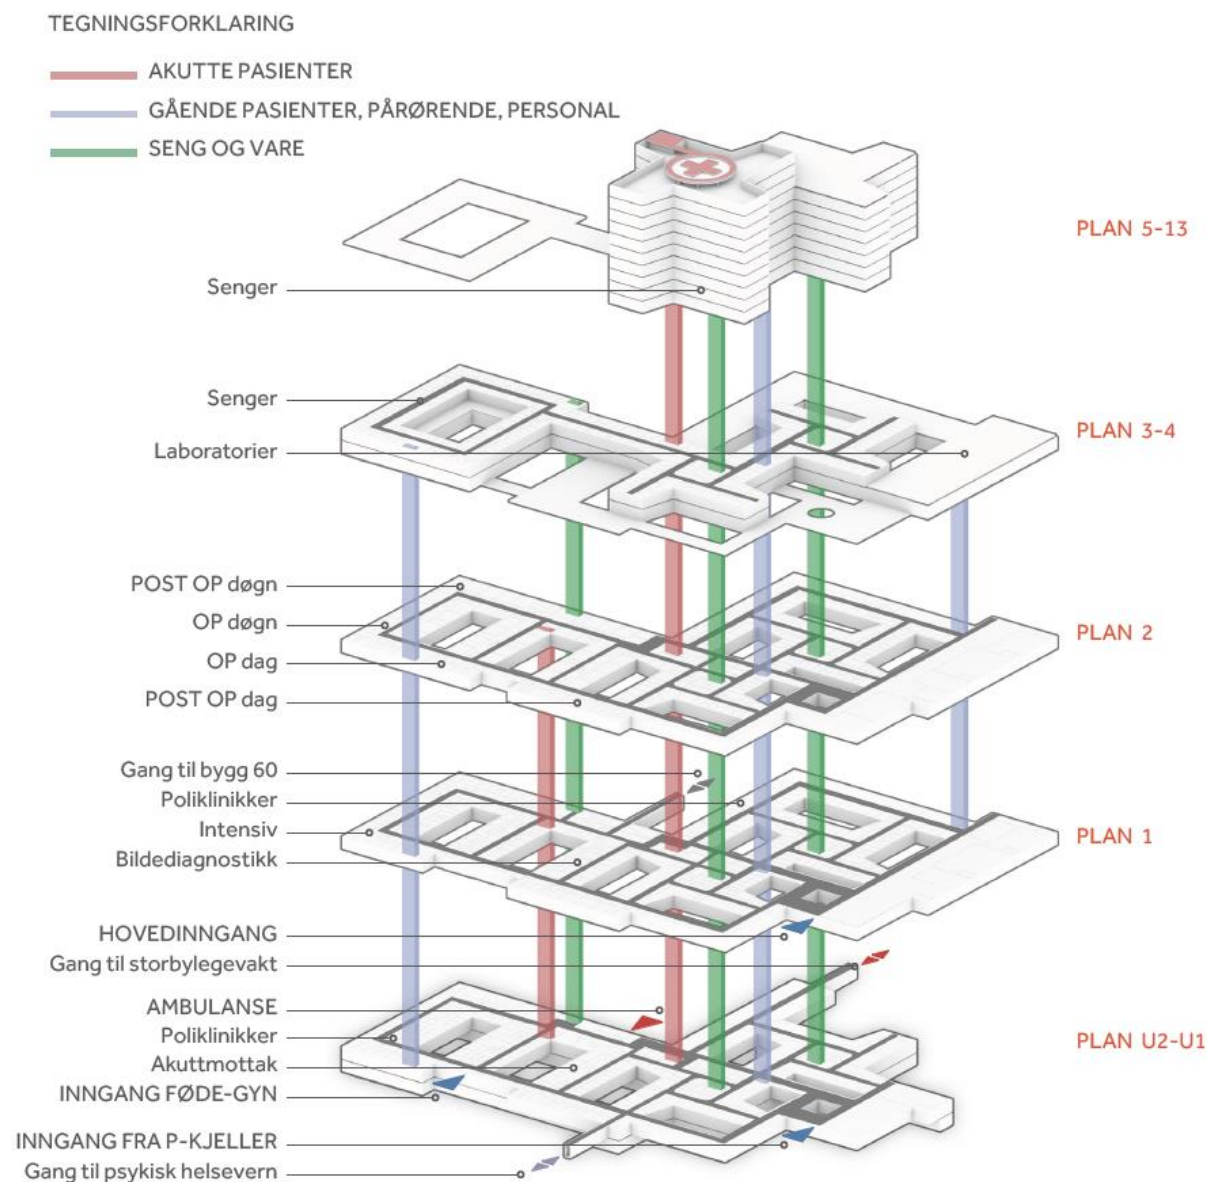 TEGNINGSFORKLARING
AKUTTE PASIENTER
GÅENDE PASIENTER, PÅRØRENDE, PERSONAL
SENG OG VARE
PLAN 5-13
Senger
Senger
Laboratorier
PLAN 3-4
POST OP døgn
OP døgn
OP dag
POST OP dag
PLAN 2
Gang til bygg 60
Poliklinikker
Intensiv
Bildediagnostikk
PLAN 1
HOVEDINNGANG
Gang til storbylegevakt
AMBULANSE
Poliklinikker
Akuttmottak
INNGANG FØDE-GYN
PLAN U2-U1
INNGANG FRA P-KJELLER
Gang til psykisk helsevern